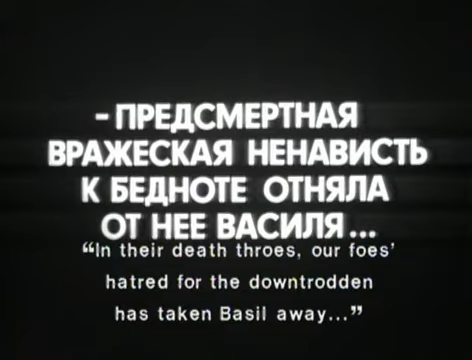 - ПРЕДСМЕРТНАЯ
ВРАЖЕСКАЯ НЕНАВИСТЬ
К БЕДНОТЕ ОТНЯЛА
ОТ НЕЕ ВАСИЛЯ...
“In their death throes, our foes’
hatred for the downtrodden
has taken Basil away...”